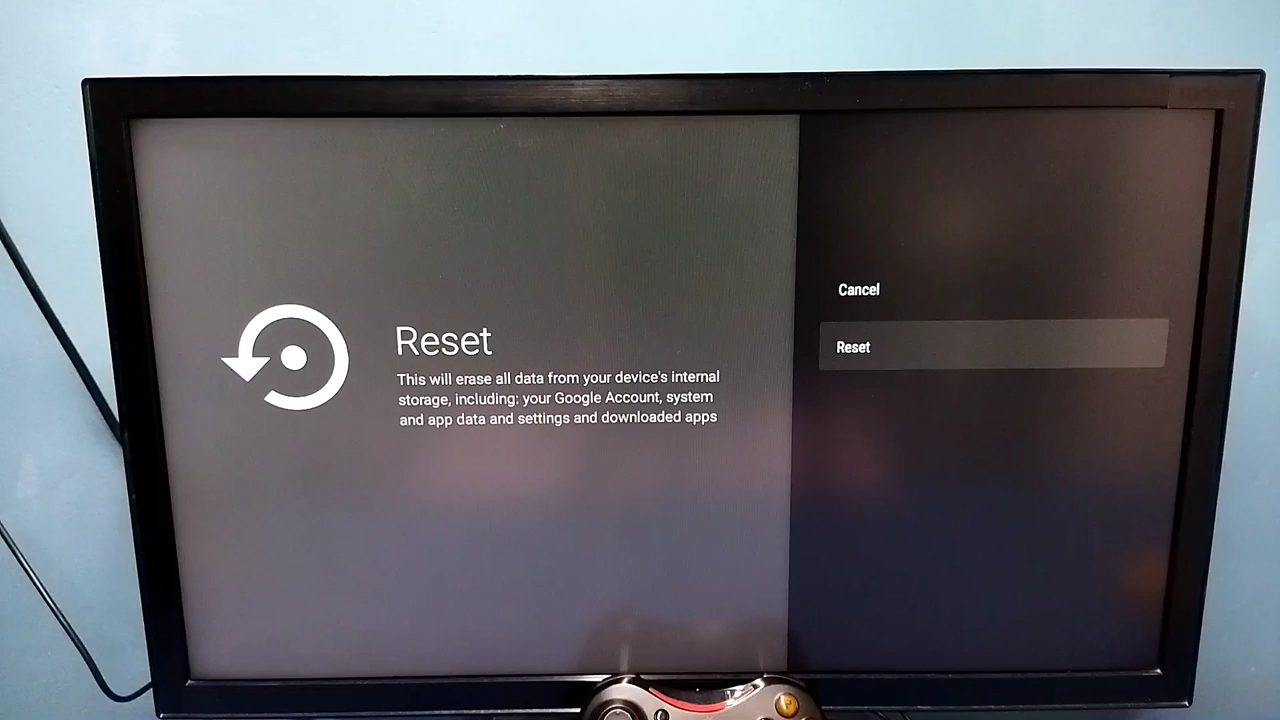 Reset
This will erase all data from your device's internal
storage, including: your Google Account, system
and app data and settings and downloaded apps
Cancel
Reset